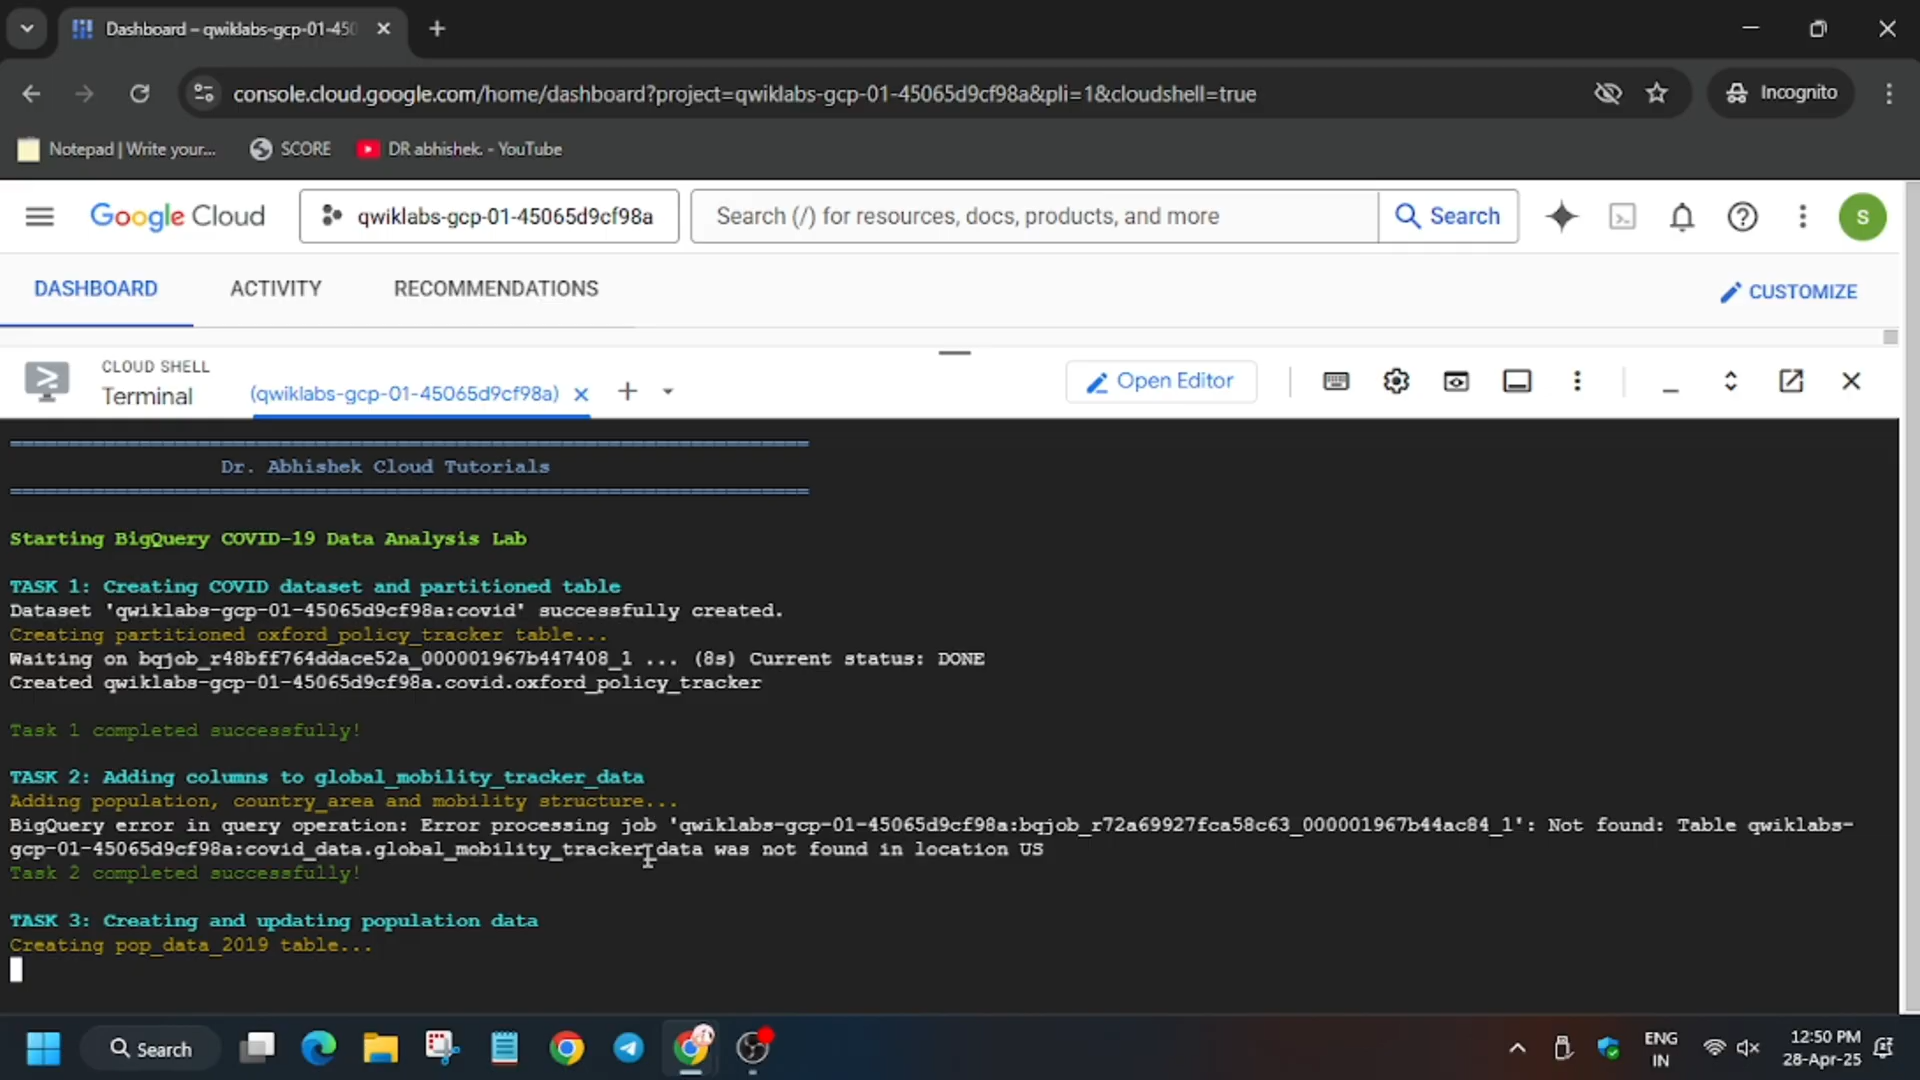 Dashboard – qwiklabs-gcp-01-450
console.cloud.google.com/home/dashboard?project=qwiklabs-gcp-01-45065d9cf98a&pli=1&cloudshell=true
Incognito
Notepad | Write your...
SCORE
DR abhishek. - YouTube
Google Cloud
qwiklabs-gcp-01-45065d9cf98a
Search (/) for resources, docs, products, and more
Search
S
DASHBOARD
ACTIVITY
RECOMMENDATIONS
CUSTOMIZE
CLOUD SHELL
Terminal
(qwiklabs-gcp-01-45065d9cf98a)
Open Editor
Dr. Abhishek Cloud Tutorials
Starting BigQuery COVID-19 Data Analysis Lab
TASK 1: Creating COVID dataset and partitioned table
Dataset 'qwiklabs-gcp-01-45065d9cf98a:covid' successfully created.
Creating partitioned oxford_policy_tracker table...
Waiting on bqjob_r48bff764ddace52a_000001967b447408_1 ... (8s) Current status: DONE
Created qwiklabs-gcp-01-45065d9cf98a.covid.oxford_policy_tracker
Task 1 completed successfully!
TASK 2: Adding columns to global_mobility_tracker_data
Adding population, country_area and mobility structure...
BigQuery error in query operation: Error processing job 'qwiklabs-gcp-01-45065d9cf98a:bqjob_r72a69927fca58c63_000001967b44ac84_1': Not found: Table qwiklabs-
gcp-01-45065d9cf98a:covid_data.global_mobility_tracker_data was not found in location US
Task 2 completed successfully!
TASK 3: Creating and updating population data
Creating pop_data_2019 table...
Search
ENG
IN
12:50 PM
28-Apr-25